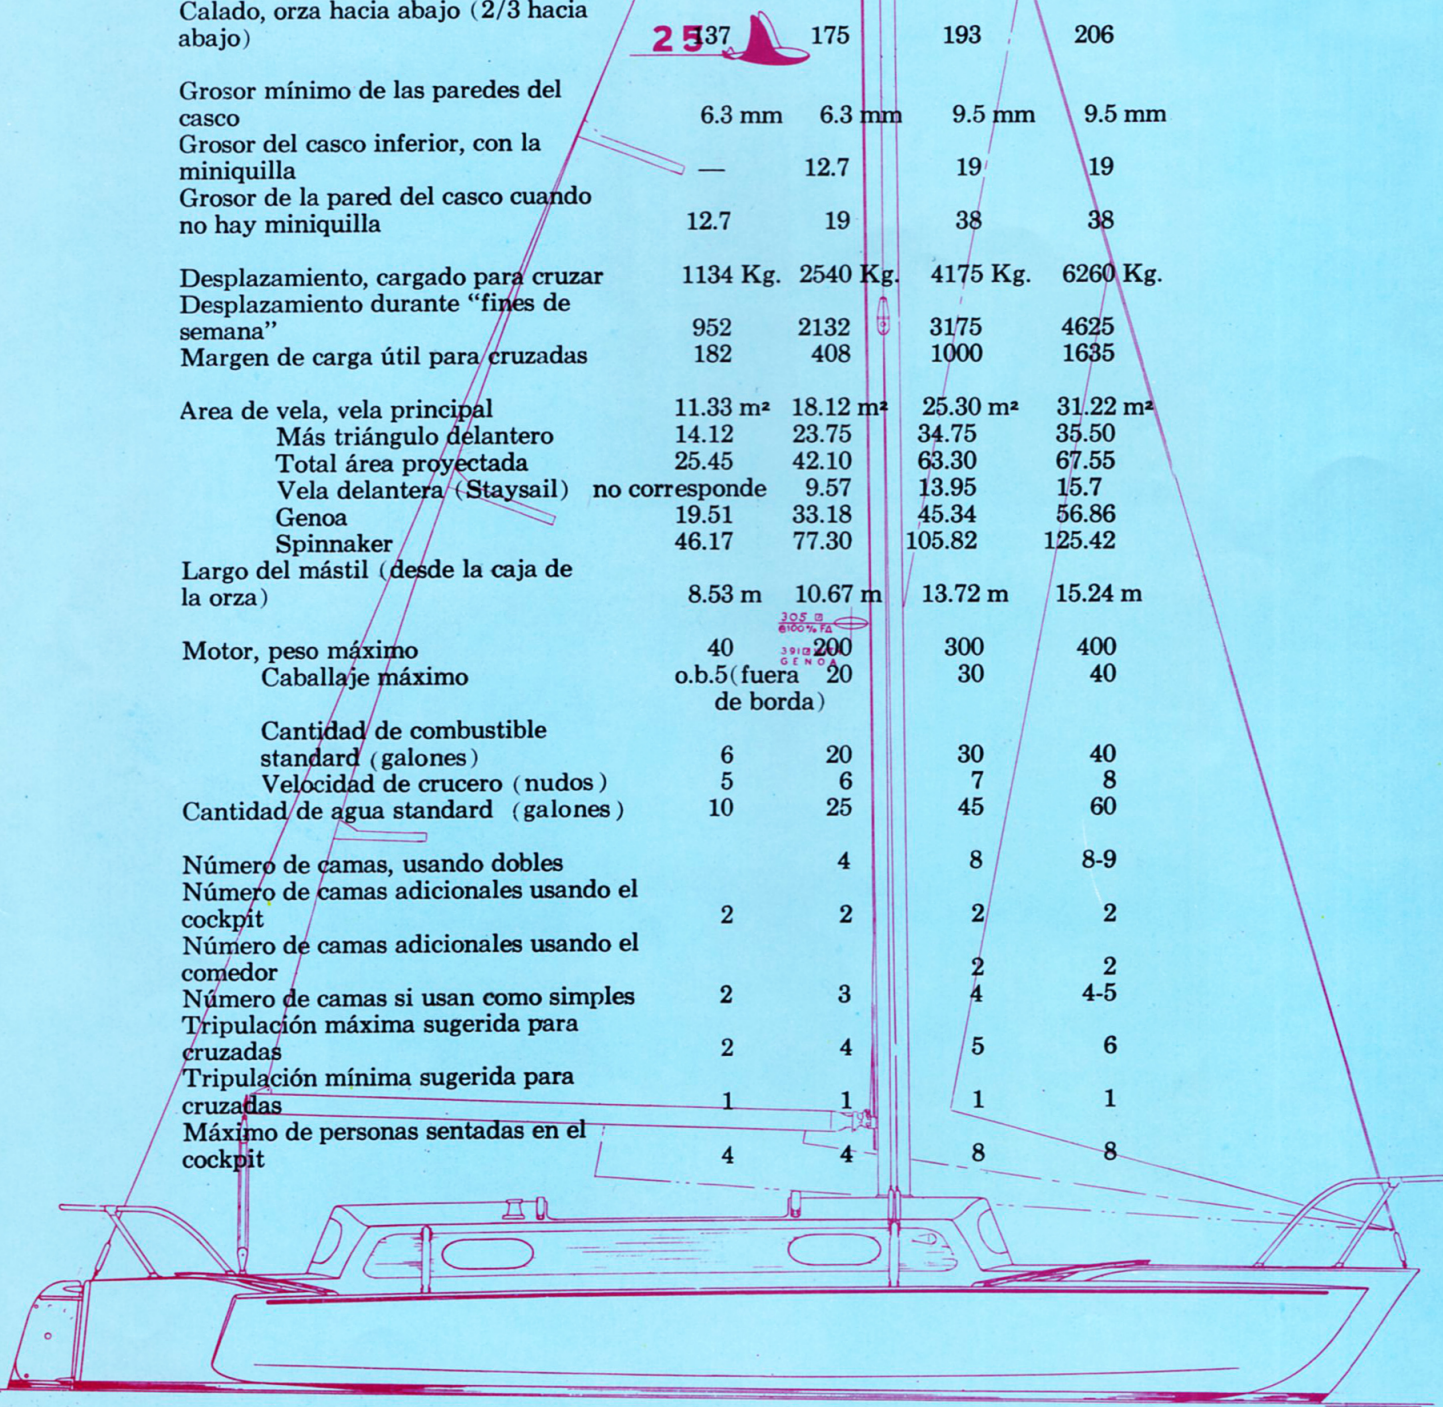 Calado, orza hacia abajo (2/3 hacia
abajo) 137 175 193 206
25
Grosor mínimo de las paredes del
casco 6.3 mm 6.3 mm 9.5 mm 9.5 mm
Grosor del casco inferior, con la
miniquilla — 12.7 19 19
Grosor de la pared del casco cuando
no hay miniquilla 12.7 19 38 38
Desplazamiento, cargado para cruzar 1134 Kg. 2540 Kg. 4175 Kg. 6260 Kg.
Desplazamiento durante “fines de
semana” 952 2132 3175 4625
Margen de carga útil para cruzadas 182 408 1000 1635
Area de vela, vela principal 11.33 m² 18.12 m² 25.30 m² 31.22 m²
Más triángulo delantero 14.12 23.75 34.75 35.50
Total área proyectada 25.45 42.10 63.30 67.55
Vela delantera (Staysail) no corresponde 9.57 13.95 15.7
Genoa 19.51 33.18 45.34 56.86
Spinnaker 46.17 77.30 105.82 125.42
Largo del mástil (desde la caja de
la orza) 8.53 m 10.67 m 13.72 m 15.24 m
305
@100% FΔ
Motor, peso máximo 40 200 300 400
391
GENOA
Caballaje máximo o.b.5(fuera 20 30 40
de borda)
Cantidad de combustible
standard (galones) 6 20 30 40
Velocidad de crucero (nudos) 5 6 7 8
Cantidad de agua standard (galones) 10 25 45 60
Número de camas, usando dobles 4 8 8-9
Número de camas adicionales usando el
cockpit 2 2 2 2
Número de camas adicionales usando el
comedor 2 2
Número de camas si usan como simples 2 3 4 4-5
Tripulación máxima sugerida para
cruzadas 2 4 5 6
Tripulación mínima sugerida para
cruzadas 1 1 1 1
Máximo de personas sentadas en el
cockpit 4 4 8 8